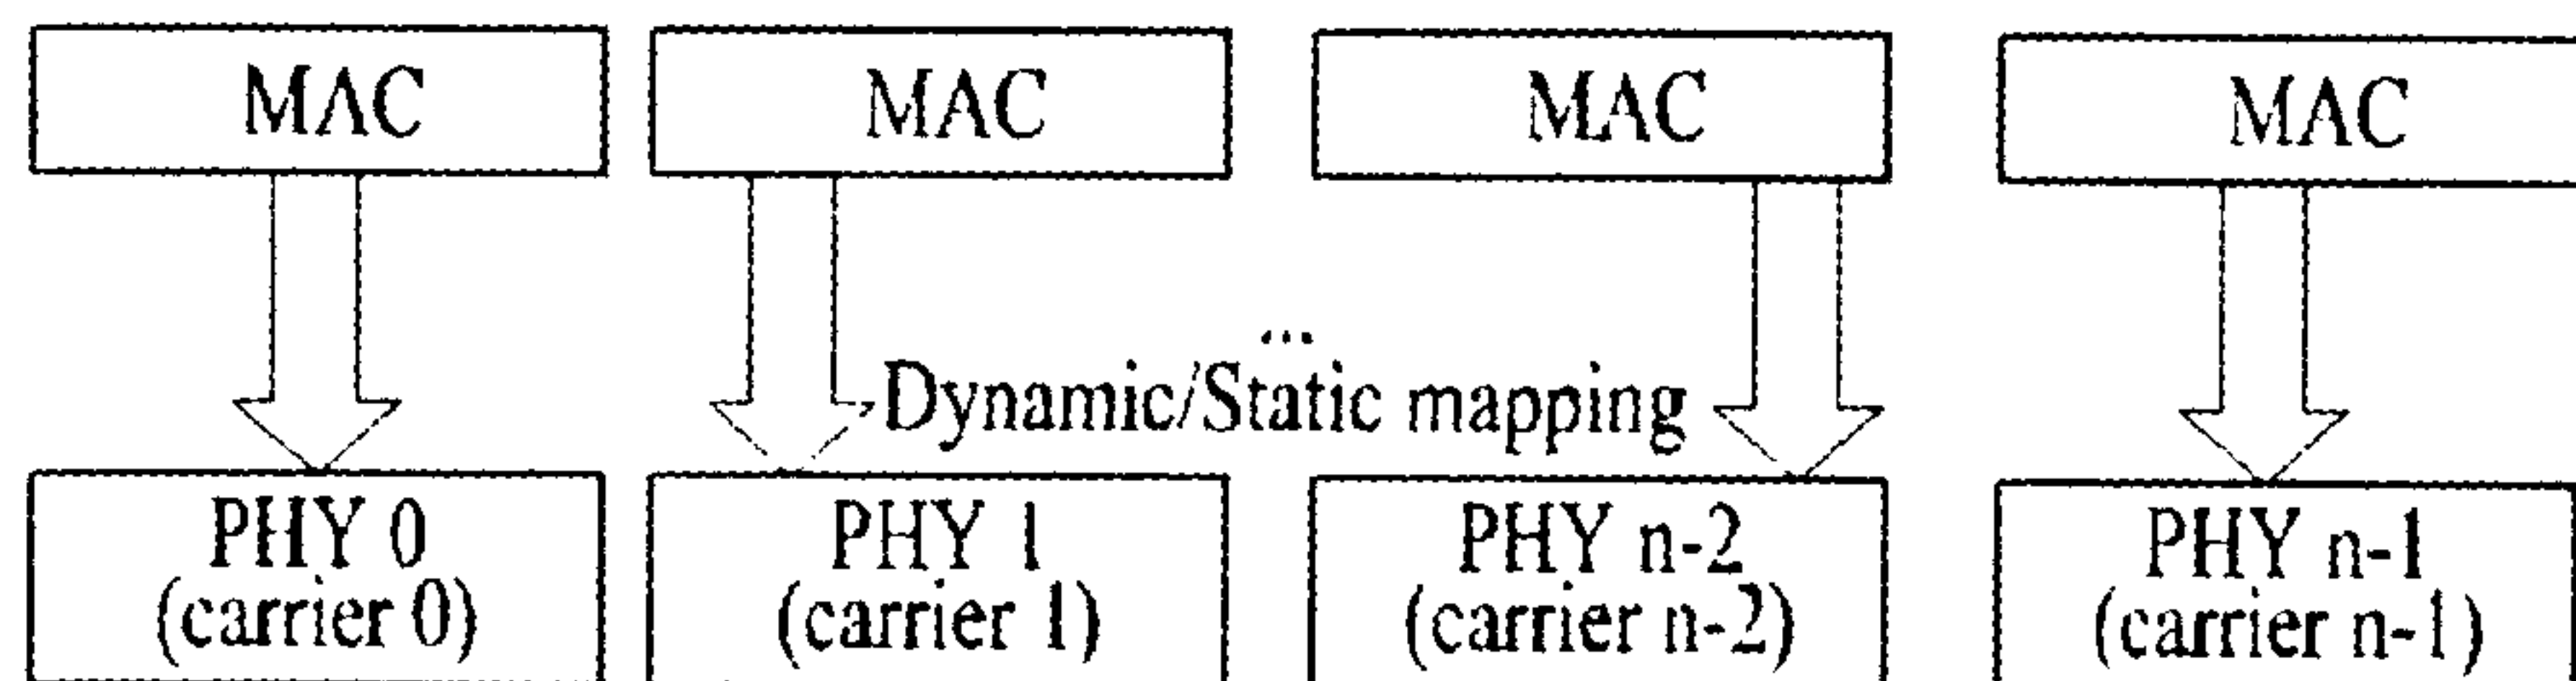 MAC MAC MAC MAC
...
Dynamic/Static mapping
PHY 0 PHY 1 PHY n-2 PHY n-1
(carrier 0) (carrier 1) (carrier n-2) (carrier n-1)